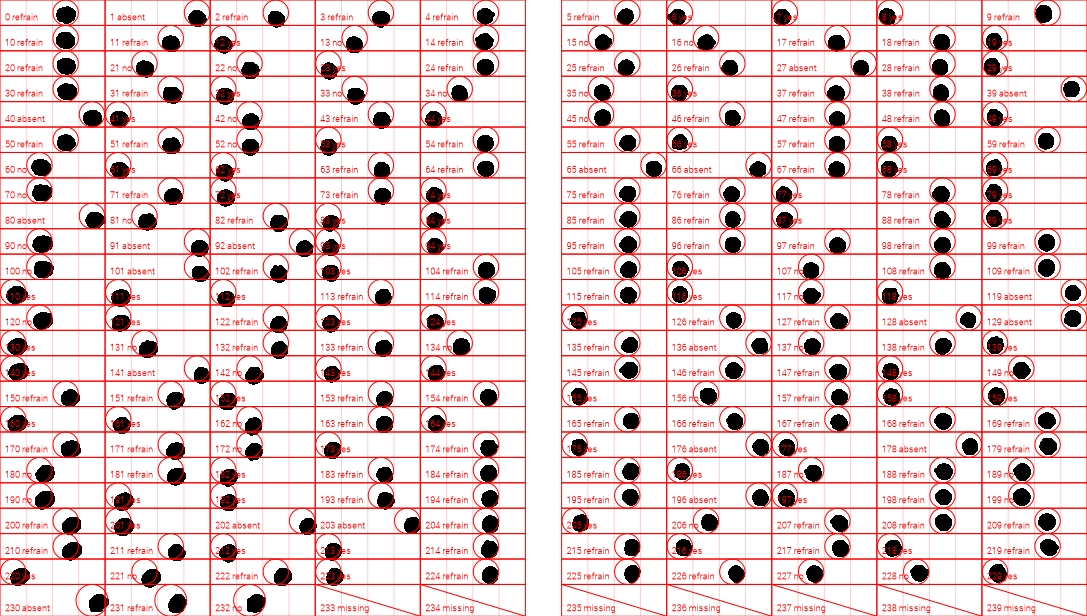 0 refrain 1 absent 2 refrain 3 refrain 4 refrain 5 refrain 6 yes 7 yes 8 yes 9 refrain
10 refrain 11 refrain 12 yes 13 no 14 refrain 15 no 16 no 17 refrain 18 refrain 19 yes
20 refrain 21 no 22 refrain 23 yes 24 refrain 25 refrain 26 refrain 27 absent 28 refrain 29 yes
30 refrain 31 refrain 32 yes 33 no 34 no 35 no 36 yes 37 refrain 38 refrain 39 absent
40 absent 41 yes 42 no 43 refrain 44 yes 45 no 46 refrain 47 refrain 48 refrain 49 yes
50 refrain 51 refrain 52 no 53 yes 54 refrain 55 refrain 56 yes 57 refrain 58 yes 59 refrain
60 no 61 yes 62 yes 63 refrain 64 refrain 65 absent 66 absent 67 refrain 68 yes 69 yes
70 no 71 refrain 72 yes 73 refrain 74 yes 75 refrain 76 refrain 77 yes 78 refrain 79 yes
80 absent 81 no 82 refrain 83 yes 84 yes 85 refrain 86 refrain 87 yes 88 refrain 89 yes
90 no 91 absent 92 absent 93 yes 94 yes 95 refrain 96 refrain 97 refrain 98 refrain 99 refrain
100 no 101 absent 102 refrain 103 yes 104 refrain 105 refrain 106 yes 107 no 108 refrain 109 refrain
110 yes 111 yes 112 yes 113 refrain 114 refrain 115 refrain 116 yes 117 no 118 yes 119 absent
120 no 121 yes 122 refrain 123 yes 124 yes 125 yes 126 refrain 127 refrain 128 absent 129 absent
130 yes 131 no 132 refrain 133 refrain 134 no 135 refrain 136 absent 137 no 138 refrain 139 yes
140 yes 141 absent 142 no 143 yes 144 yes 145 refrain 146 refrain 147 refrain 148 yes 149 no
150 refrain 151 refrain 152 yes 153 refrain 154 refrain 155 yes 156 no 157 refrain 158 yes 159 yes
160 yes 161 yes 162 no 163 refrain 164 yes 165 refrain 166 refrain 167 refrain 168 refrain 169 refrain
170 refrain 171 refrain 172 no 173 yes 174 refrain 175 yes 176 absent 177 yes 178 absent 179 refrain
180 no 181 refrain 182 yes 183 refrain 184 refrain 185 refrain 186 yes 187 no 188 refrain 189 no
190 no 191 yes 192 yes 193 refrain 194 refrain 195 refrain 196 absent 197 yes 198 refrain 199 no
200 refrain 201 yes 202 absent 203 absent 204 refrain 205 yes 206 no 207 refrain 208 refrain 209 refrain
210 refrain 211 refrain 212 yes 213 yes 214 refrain 215 refrain 216 yes 217 refrain 218 yes 219 refrain
220 yes 221 no 222 refrain 223 yes 224 refrain 225 refrain 226 refrain 227 no 228 no 229 yes
230 absent 231 refrain 232 no 233 missing 234 missing 235 missing 236 missing 237 missing 238 missing 239 missing